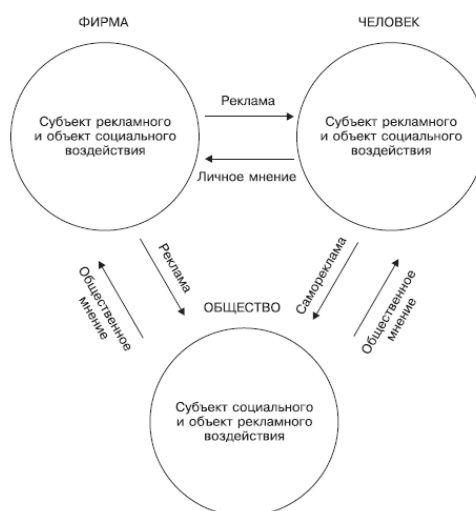 ФИРМА
ЧЕЛОВЕК
Субъект рекламного
и объект социального
воздействия
Реклама
Личное мнение
Субъект рекламного
и объект социального
воздействия
Реклама
Общественное
мнение
Самореклама
Общественное
мнение
ОБЩЕСТВО
Субъект социального
и объект рекламного
воздействия